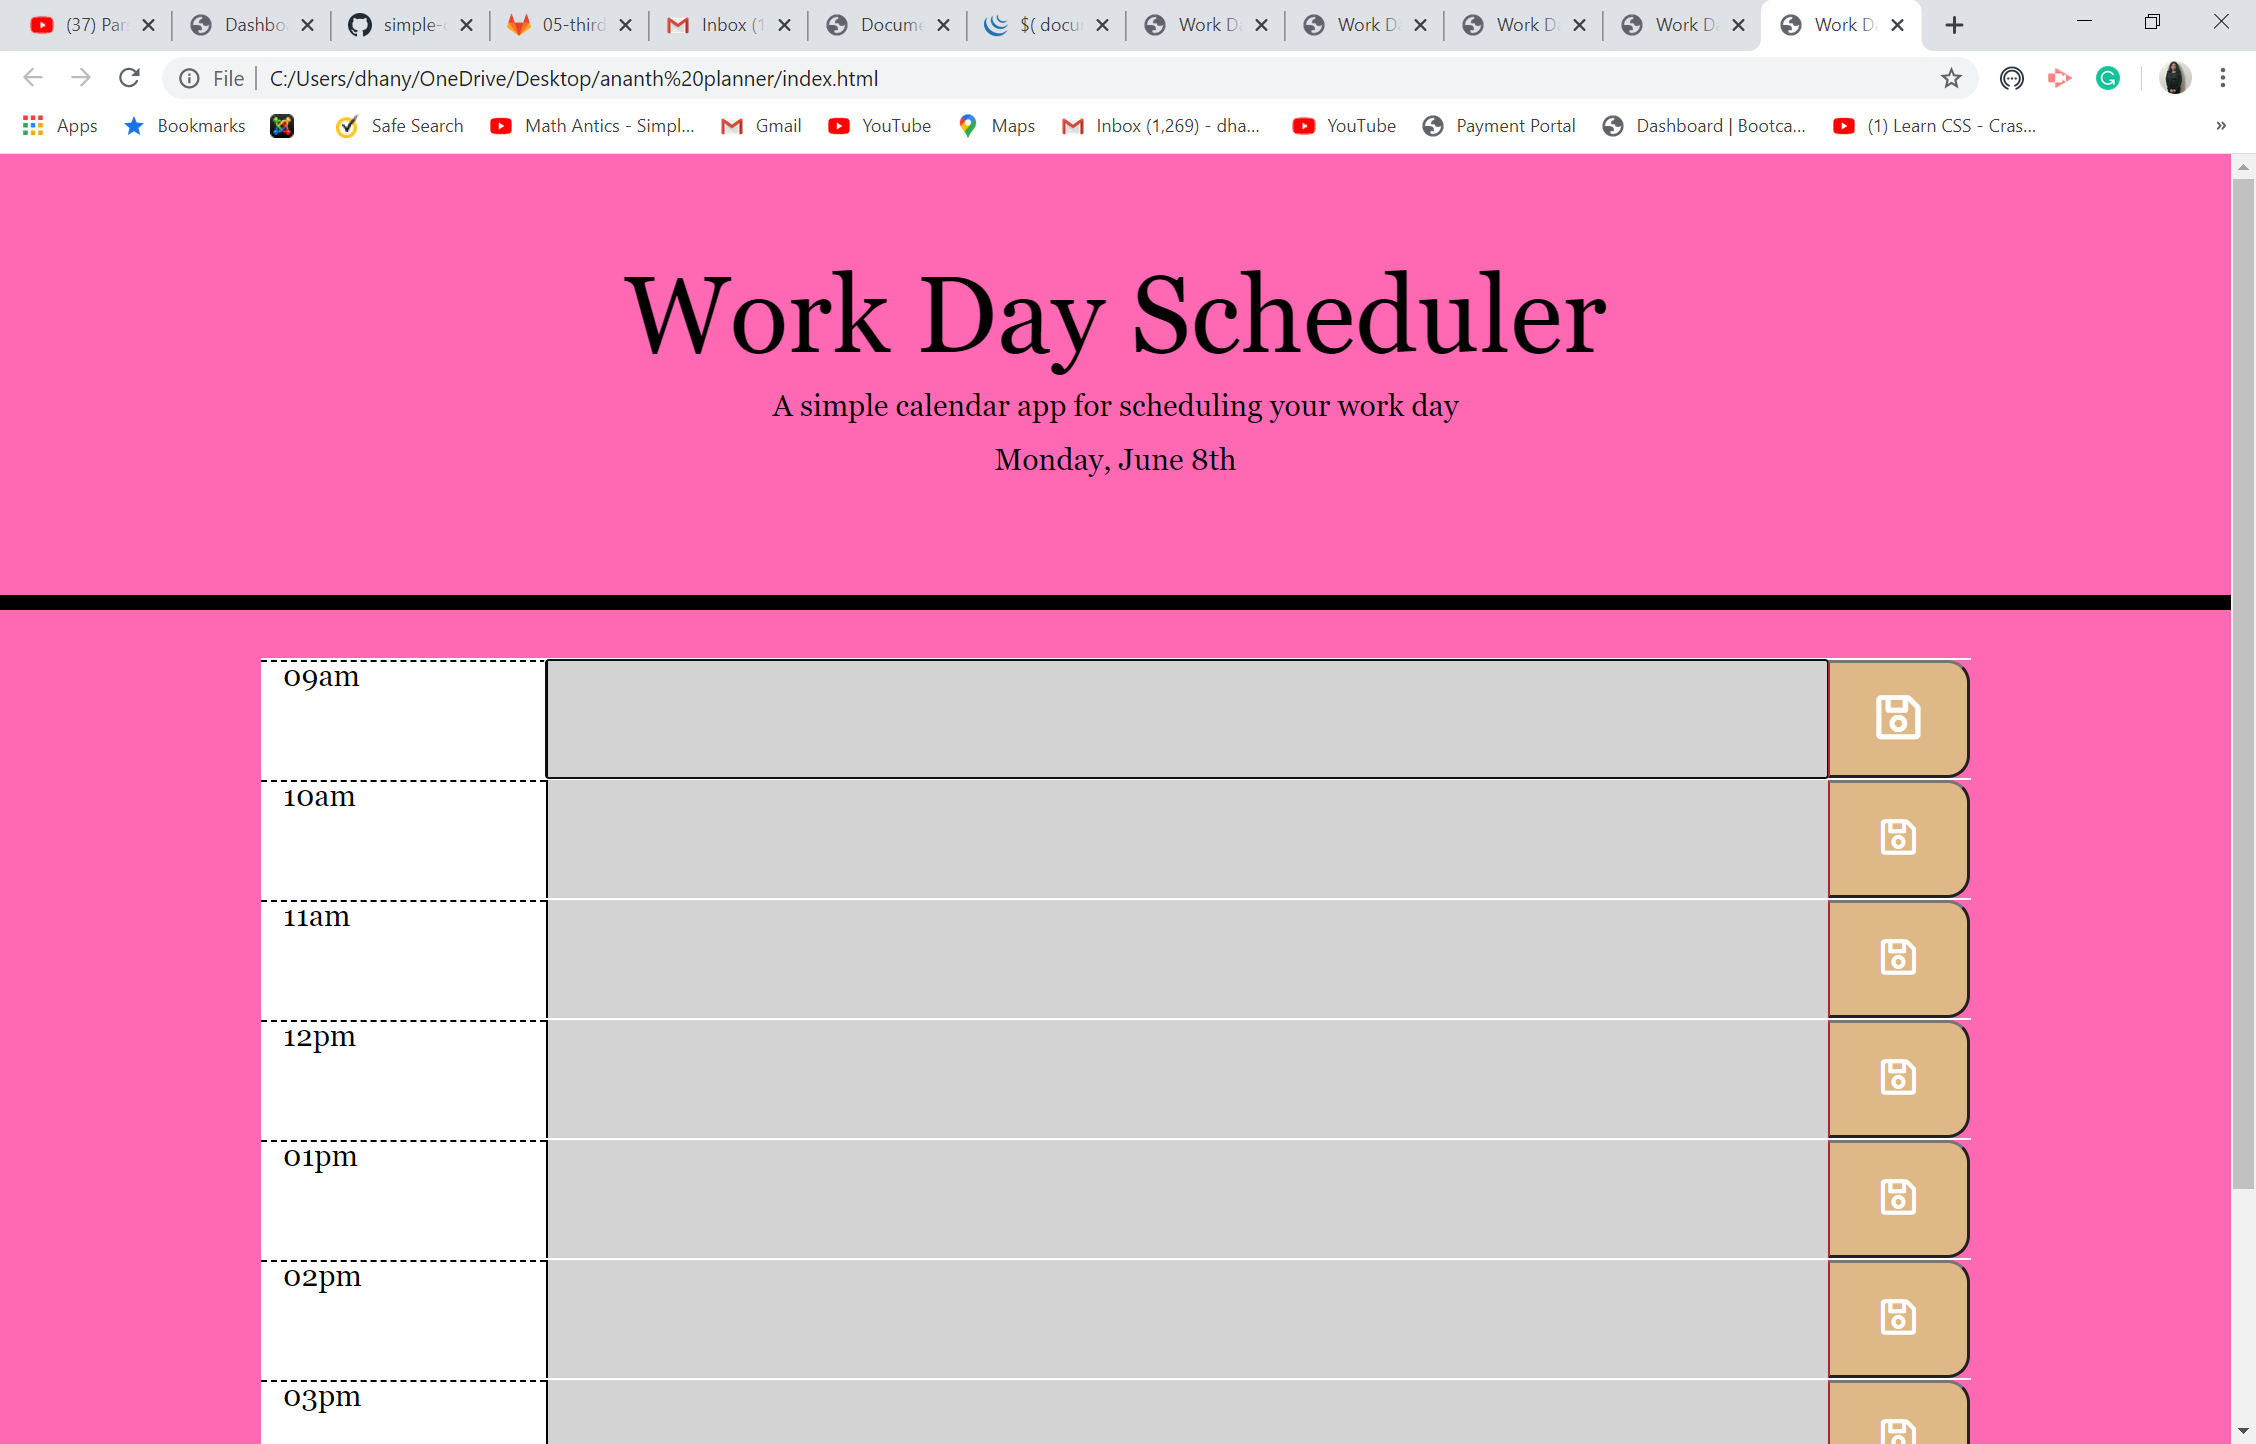 (37) Par
Dashbo
simple-
05-third
Inbox (1
Docume
$( docu
Work D
Work D
Work D
Work D
Work D
File
C:/Users/dhany/OneDrive/Desktop/ananth%20planner/index.html
Apps
Bookmarks
Safe Search
Math Antics - Simpl...
Gmail
YouTube
Maps
Inbox (1,269) - dha...
YouTube
Payment Portal
Dashboard | Bootca...
(1) Learn CSS - Cras...
»
Work Day Scheduler
A simple calendar app for scheduling your work day
Monday, June 8th
09am
10am
11am
12pm
01pm
02pm
03pm